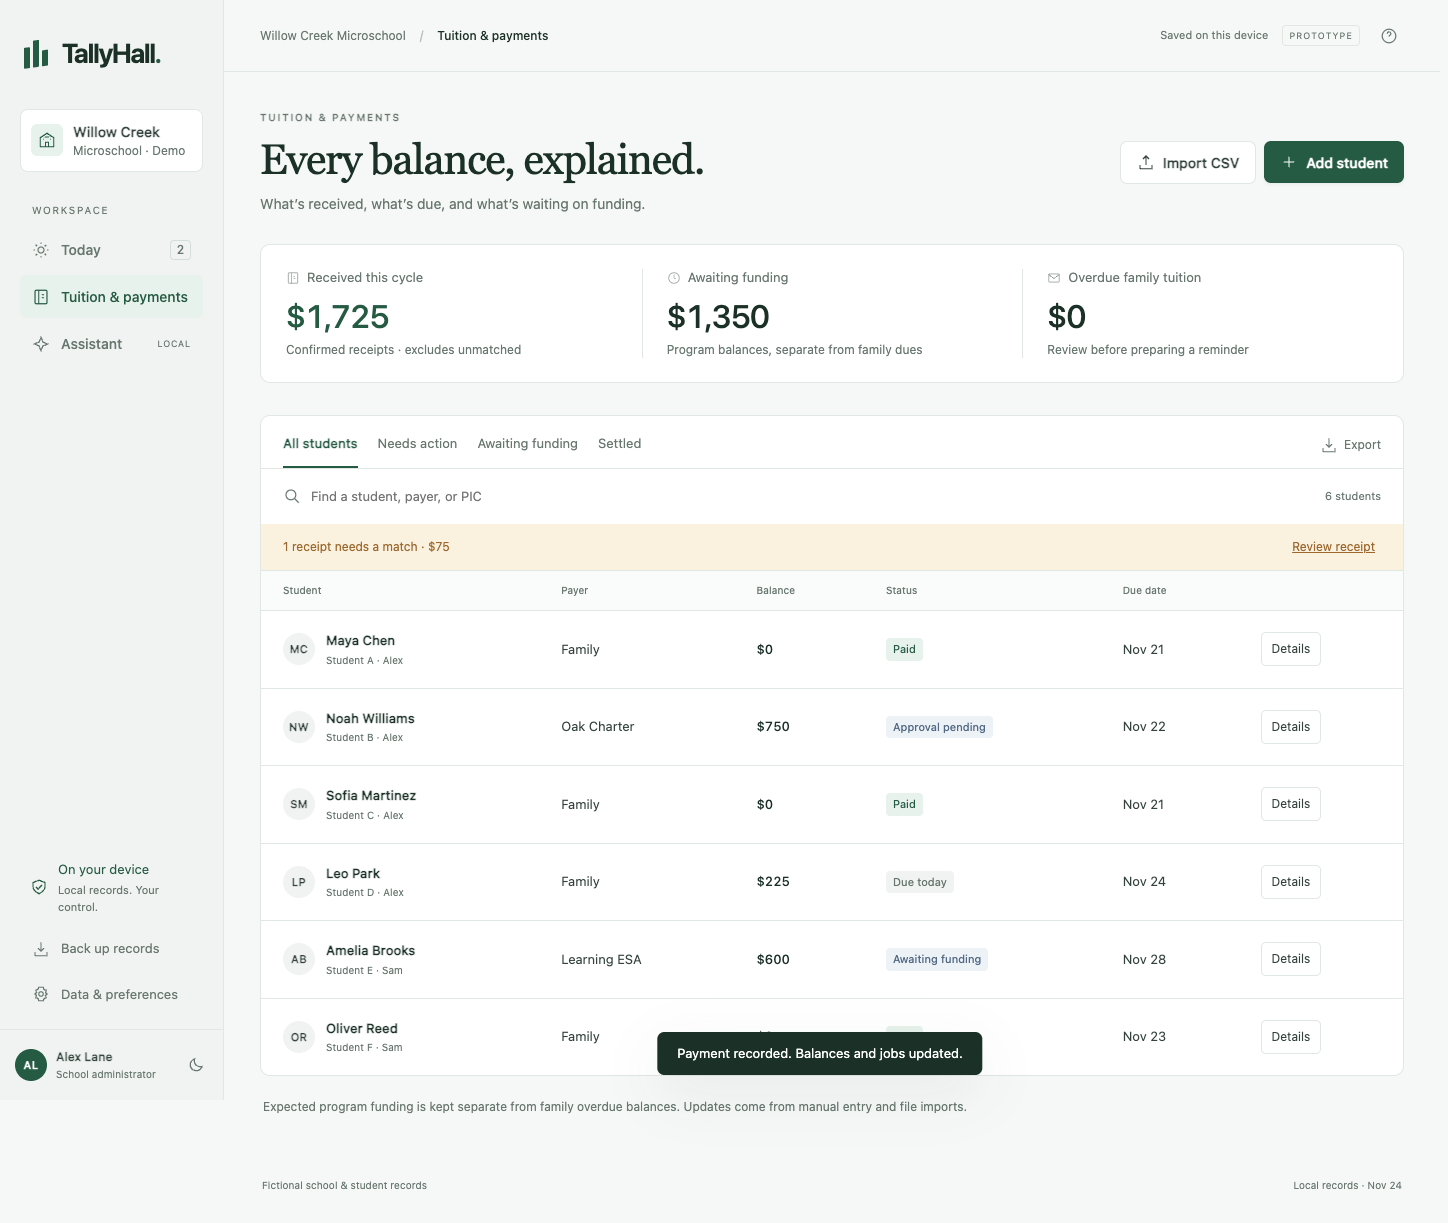 TallyHall.
Willow Creek
Microschool · Demo
WORKSPACE
Today 2
Tuition & payments
Assistant LOCAL
On your device
Local records. Your
control.
Back up records
Data & preferences
AL
Alex Lane
School administrator
Willow Creek Microschool / Tuition & payments
Saved on this device PROTOTYPE
TUITION & PAYMENTS
Every balance, explained.
What's received, what's due, and what's waiting on funding.
Import CSV
+ Add student
Received this cycle
$1,725
Confirmed receipts · excludes unmatched
Awaiting funding
$1,350
Program balances, separate from family dues
Overdue family tuition
$0
Review before preparing a reminder
All students Needs action Awaiting funding Settled Export
Find a student, payer, or PIC 6 students
1 receipt needs a match · $75 Review receipt
Student Payer Balance Status Due date
MC Maya Chen Family $0 Paid Nov 21 Details
Student A · Alex
NW Noah Williams Oak Charter $750 Approval pending Nov 22 Details
Student B · Alex
SM Sofia Martinez Family $0 Paid Nov 21 Details
Student C · Alex
LP Leo Park Family $225 Due today Nov 24 Details
Student D · Alex
AB Amelia Brooks Learning ESA $600 Awaiting funding Nov 28 Details
Student E · Sam
OR Oliver Reed Family Nov 23 Details
Student F · Sam
Payment recorded. Balances and jobs updated.
Expected program funding is kept separate from family overdue balances. Updates come from manual entry and file imports.
Fictional school & student records
Local records · Nov 24